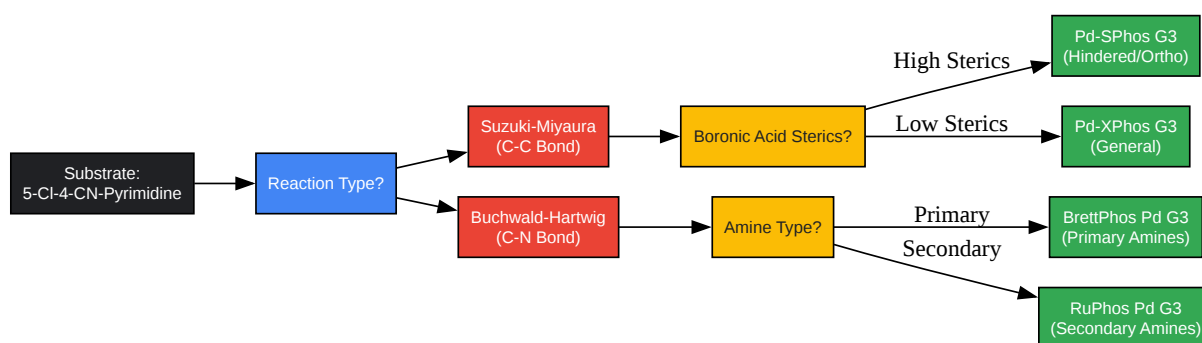 Substrate:
5-Cl-4-CN-Pyrimidine
Reaction Type?
Suzuki-Miyaura
(C-C Bond)
Buchwald-Hartwig
(C-N Bond)
Boronic Acid Sterics?
Amine Type?
High Sterics
Low Sterics
Primary
Secondary
Pd-SPhos G3
(Hindered/Ortho)
Pd-XPhos G3
(General)
BrettPhos Pd G3
(Primary Amines)
RuPhos Pd G3
(Secondary Amines)